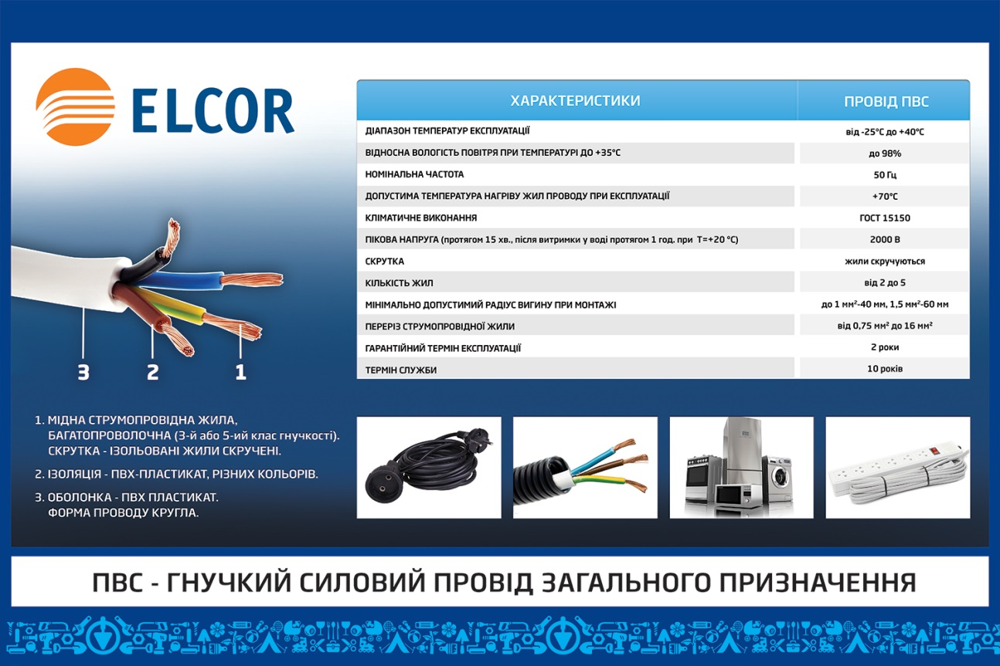 ELCOR
ХАРАКТЕРИСТИКИ ПРОВІД ПВС
ДІАПАЗОН ТЕМПЕРАТУР ЕКСПЛУАТАЦІЇ від -25°С до +40°С
ВІДНОСНА ВОЛОГІСТЬ ПОВІТРЯ ПРИ ТЕМПЕРАТУРІ ДО +35°С до 98%
НОМІНАЛЬНА ЧАСТОТА 50 Гц
ДОПУСТИМА ТЕМПЕРАТУРА НАГРІВУ ЖИЛ ПРОВОДУ ПРИ ЕКСПЛУАТАЦІЇ +70°С
КЛІМАТИЧНЕ ВИКОНАННЯ ГОСТ 15150
ПІКОВА НАПРУГА (протягом 15 хв., після витримки у воді протягом 1 год. при Т=+20 °С) 2000 В
СКРУТКА жили скручуються
КІЛЬКІСТЬ ЖИЛ від 2 до 5
МІНІМАЛЬНО ДОПУСТИМИЙ РАДІУС ВИГИНУ ПРИ МОНТАЖІ до 1 мм²-40 мм, 1,5 мм²-60 мм
ПЕРЕРІЗ СТРУМОПРОВІДНОЇ ЖИЛИ від 0,75 мм² до 16 мм²
ГАРАНТІЙНИЙ ТЕРМІН ЕКСПЛУАТАЦІЇ 2 роки
ТЕРМІН СЛУЖБИ 10 років
3 2 1
1. МІДНА СТРУМОПРОВІДНА ЖИЛА,
БАГАТОПРОВОЛОЧНА (3-й або 5-ий клас гнучкості).
СКРУТКА - ІЗОЛЬОВАНІ ЖИЛИ СКРУЧЕНІ.
2. ІЗОЛЯЦІЯ - ПВХ-ПЛАСТИКАТ, РІЗНИХ КОЛЬОРІВ.
3. ОБОЛОНКА - ПВХ ПЛАСТИКАТ.
ФОРМА ПРОВОДУ КРУГЛА.
ПВС - ГНУЧКИЙ СИЛОВИЙ ПРОВІД ЗАГАЛЬНОГО ПРИЗНАЧЕННЯ